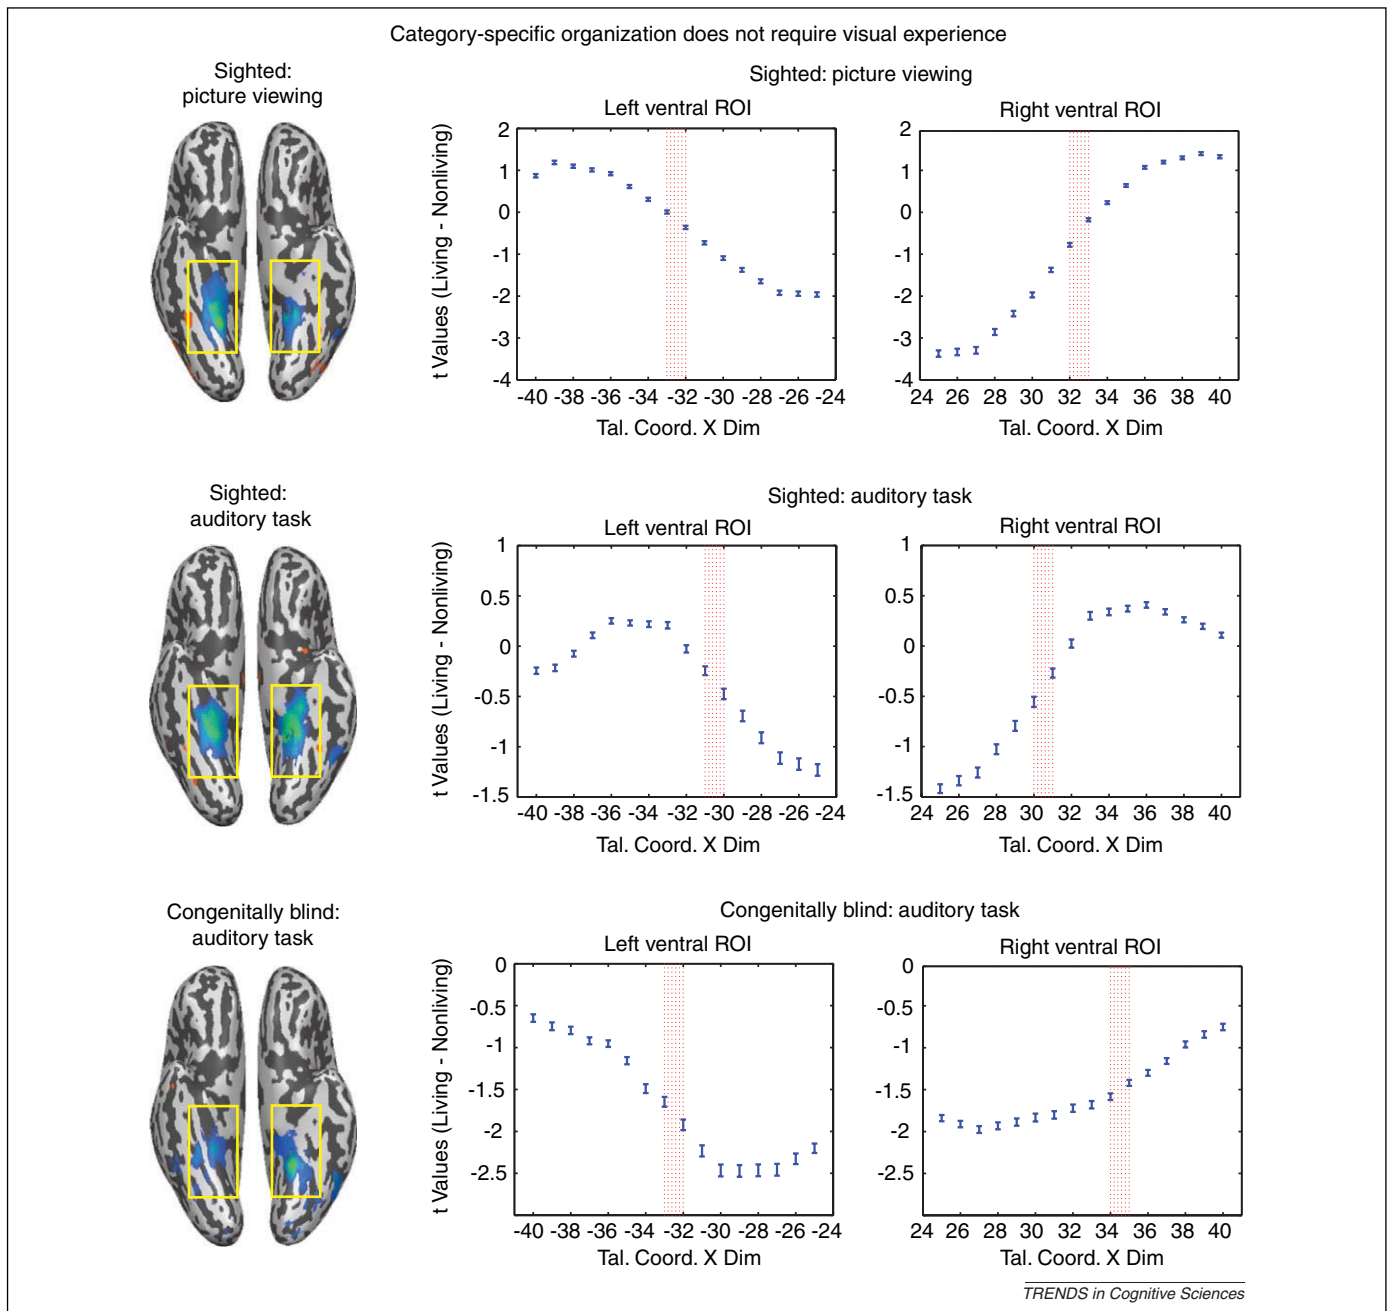 Category-specific organization does not require visual experience
Sighted:
picture viewing
Sighted: picture viewing
Left ventral ROI
Right ventral ROI
t Values (Living - Nonliving)
2
1
0
-1
-2
-3
-4
-40 -38 -36 -34 -32 -30 -28 -26 -24
Tal. Coord. X Dim
2
1
0
-1
-2
-3
-4
24 26 28 30 32 34 36 38 40
Tal. Coord. X Dim
Sighted:
auditory task
Sighted: auditory task
Left ventral ROI
Right ventral ROI
t Values (Living - Nonliving)
1
0.5
0
-0.5
-1
-1.5
-40 -38 -36 -34 -32 -30 -28 -26 -24
Tal. Coord. X Dim
1
0.5
0
-0.5
-1
-1.5
24 26 28 30 32 34 36 38 40
Tal. Coord. X Dim
Congenitally blind:
auditory task
Congenitally blind: auditory task
Left ventral ROI
Right ventral ROI
t Values (Living - Nonliving)
0
-0.5
-1
-1.5
-2
-2.5
-40 -38 -36 -34 -32 -30 -28 -26 -24
Tal. Coord. X Dim
0
-0.5
-1
-1.5
-2
-2.5
24 26 28 30 32 34 36 38 40
Tal. Coord. X Dim
TRENDS in Cognitive Sciences